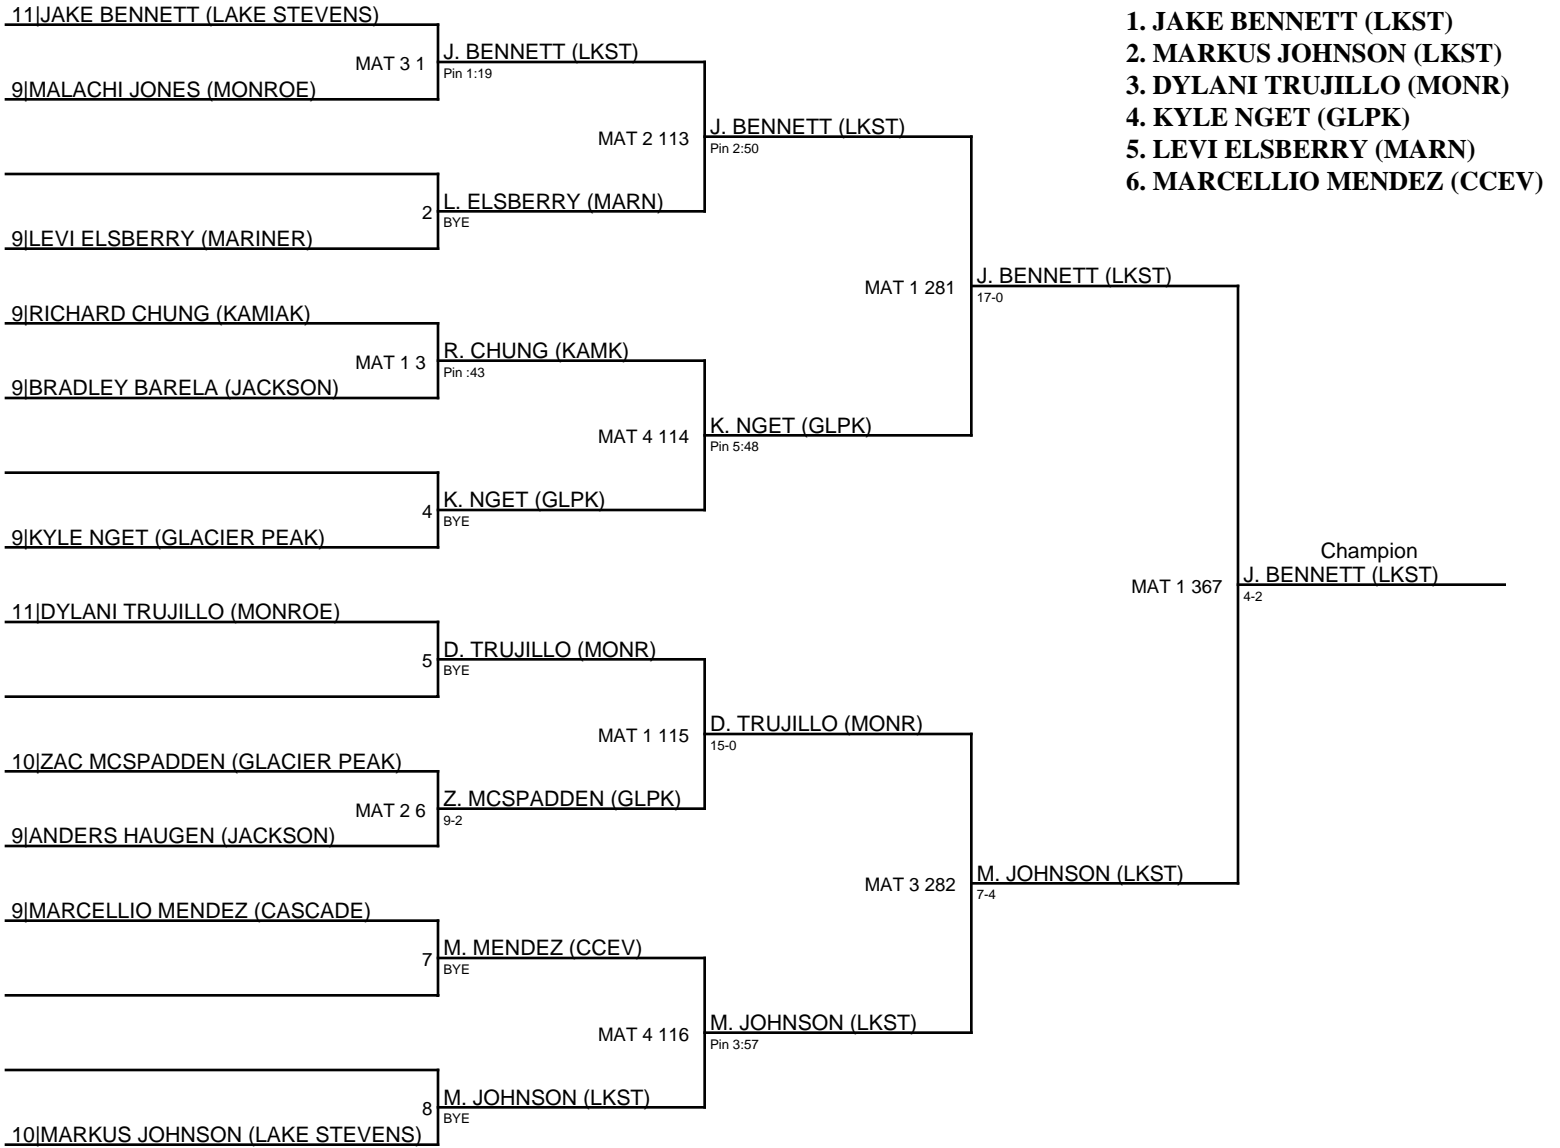 11|JAKE BENNETT (LAKE STEVENS)
MAT 3 1
J. BENNETT (LKST)
Pin 1:19
9|MALACHI JONES (MONROE)
MAT 2 113
J. BENNETT (LKST)
Pin 2:50
2
L. ELSBERRY (MARN)
BYE
9|LEVI ELSBERRY (MARINER)
MAT 1 281
J. BENNETT (LKST)
17-0
9|RICHARD CHUNG (KAMIAK)
MAT 1 3
R. CHUNG (KAMK)
Pin :43
9|BRADLEY BARELA (JACKSON)
MAT 4 114
K. NGET (GLPK)
Pin 5:48
4
K. NGET (GLPK)
BYE
9|KYLE NGET (GLACIER PEAK)
MAT 1 367
Champion
J. BENNETT (LKST)
4-2
11|DYLANI TRUJILLO (MONROE)
5
D. TRUJILLO (MONR)
BYE
MAT 1 115
D. TRUJILLO (MONR)
15-0
10|ZAC MCSPADDEN (GLACIER PEAK)
MAT 2 6
Z. MCSPADDEN (GLPK)
9-2
9|ANDERS HAUGEN (JACKSON)
MAT 3 282
M. JOHNSON (LKST)
7-4
9|MARCELLIO MENDEZ (CASCADE)
7
M. MENDEZ (CCEV)
BYE
MAT 4 116
M. JOHNSON (LKST)
Pin 3:57
8
M. JOHNSON (LKST)
BYE
10|MARKUS JOHNSON (LAKE STEVENS)
1. JAKE BENNETT (LKST)
2. MARKUS JOHNSON (LKST)
3. DYLANI TRUJILLO (MONR)
4. KYLE NGET (GLPK)
5. LEVI ELSBERRY (MARN)
6. MARCELLIO MENDEZ (CCEV)